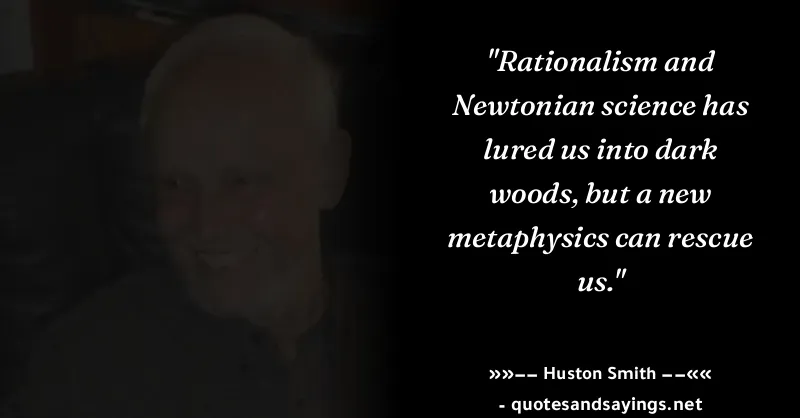 "Rationalism and
Newtonian science has
lured us into dark
woods, but a new
metaphysics can rescue
us."
»»−− Huston Smith −−««
- quotesandsayings.net